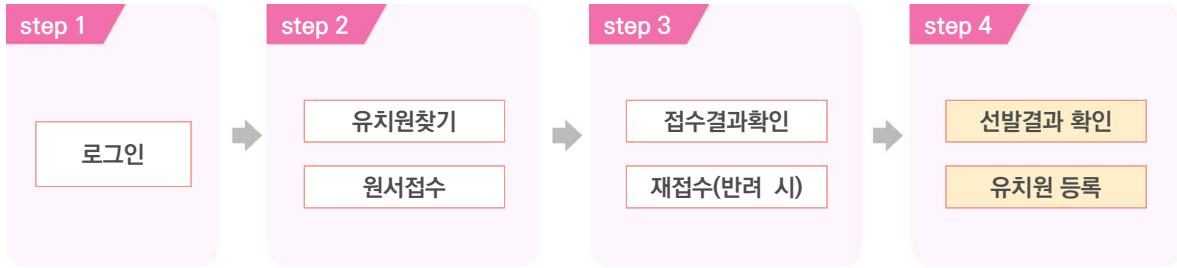 step 1
로그인
step 2
유치원찾기
원서접수
step 3
접수결과확인
재접수(반려 시)
step 4
선발결과 확인
유치원 등록